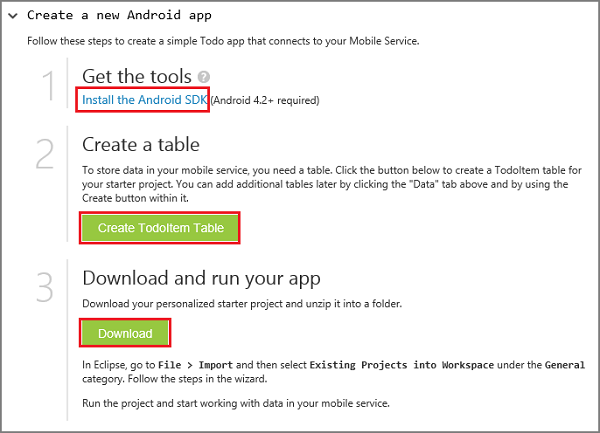 Create a new Android app
Follow these steps to create a simple Todo app that connects to your Mobile Service.
1
Get the tools ?
Install the Android SDK (Android 4.2+ required)
2
Create a table
To store data in your mobile service, you need a table. Click the button below to create a TodoItem table for
your starter project. You can add additional tables later by clicking the "Data" tab above and by using the
Create button within it.
Create TodoItem Table
3
Download and run your app
Download your personalized starter project and unzip it into a folder.
Download
In Eclipse, go to File > Import and then select Existing Projects into Workspace under the General
category. Follow the steps in the wizard.
Run the project and start working with data in your mobile service.